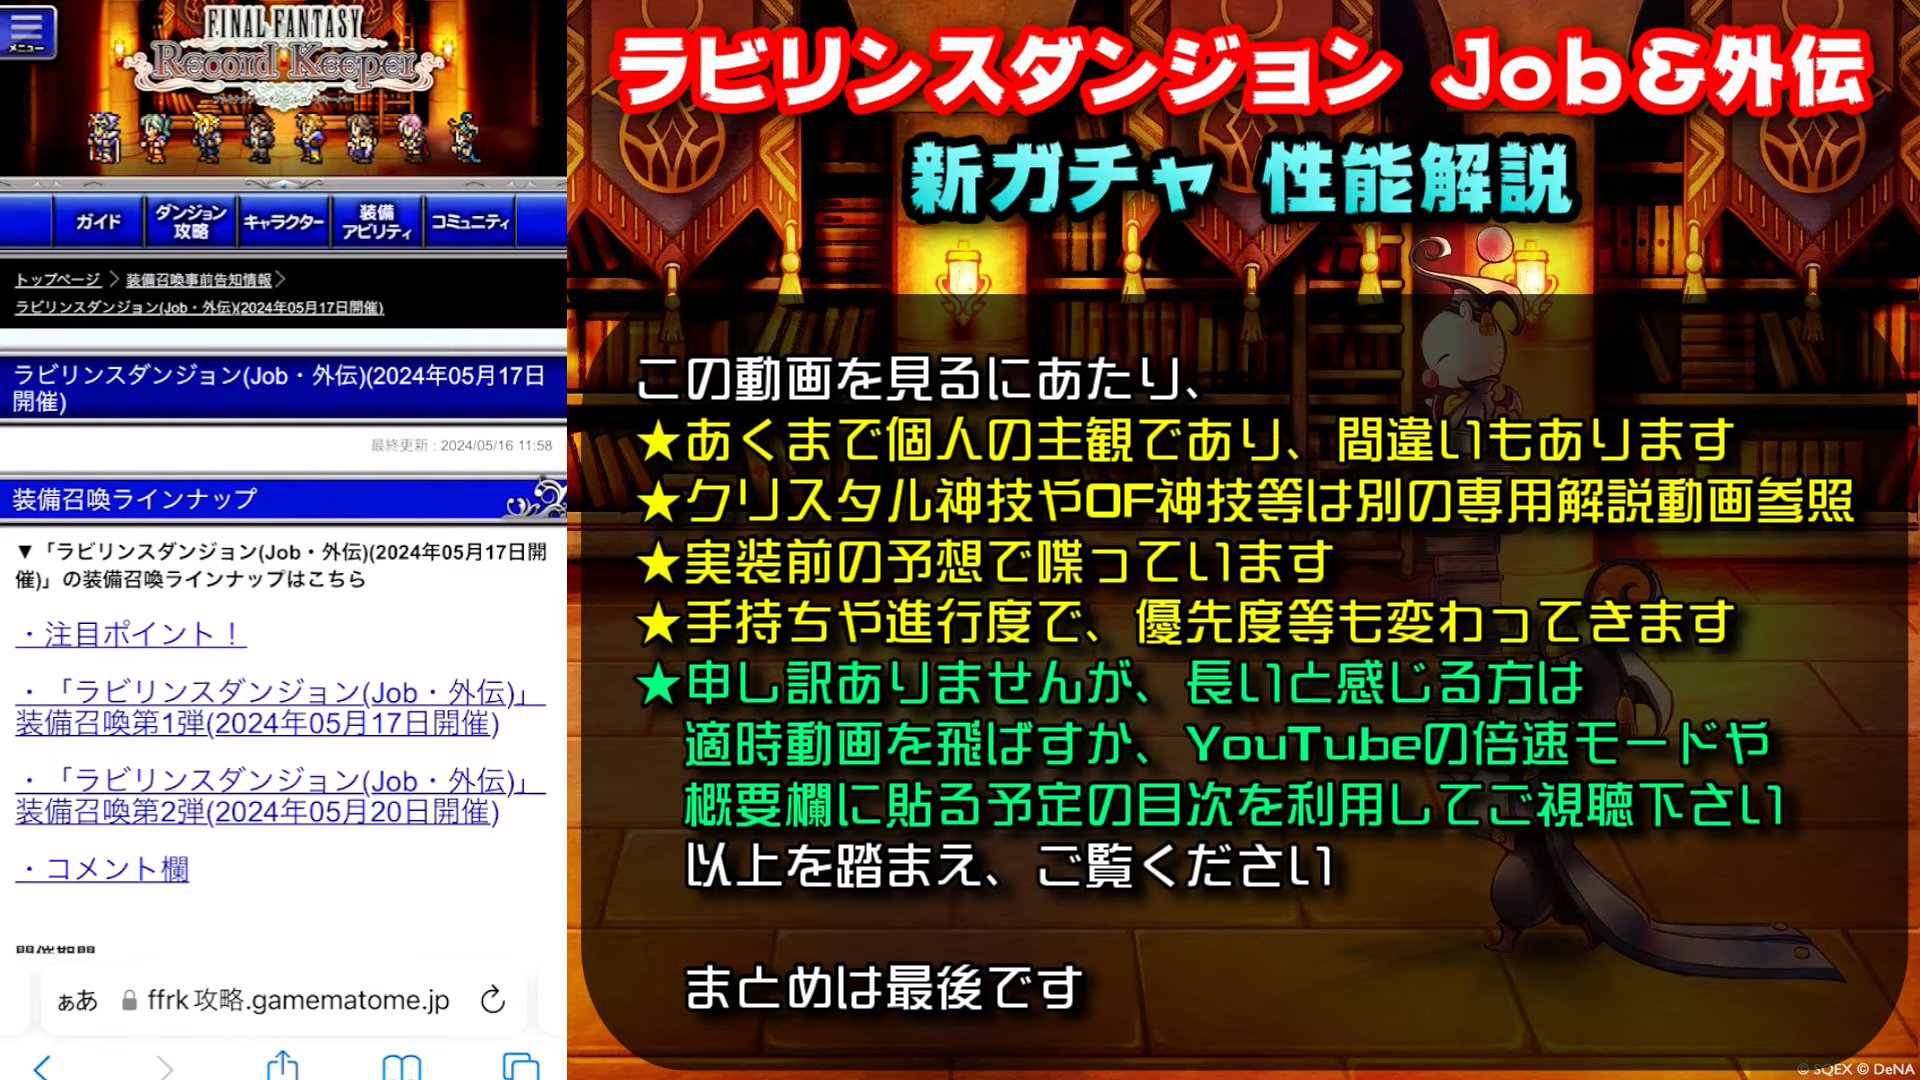 メニュー
FINAL FANTASY
Record Keeper
ガイド
ダンジョン
攻略
キャラクター
装備
アビリティ
コミュニティ
トップページ
装備召喚事前告知情報
ラビリンスダンジョン(Job・外伝)(2024年05月17日開催)
ラビリンスダンジョン(Job・外伝)(2024年05月17日
開催)
最終更新 : 2024/05/16 11:58
装備召喚ラインナップ
▼「ラビリンスダンジョン(Job・外伝)(2024年05月17日開
催)」の装備召喚ラインナップはこちら
・注目ポイント！
・「ラビリンスダンジョン(Job・外伝)」
装備召喚第1弾(2024年05月17日開催)
・「ラビリンスダンジョン(Job・外伝)」
装備召喚第2弾(2024年05月20日開催)
・コメント欄
開催期間
ぁあ
ffrk攻略.gamematome.jp
ラビリンスダンジョン Job&外伝
新ガチャ 性能解説
この動画を見るにあたり、
★あくまで個人の主観であり、間違いもあります
★クリスタル神技やOF神技等は別の専用解説動画参照
★実装前の予想で喋っています
★手持ちや進行度で、優先度等も変わってきます
★申し訳ありませんが、長いと感じる方は
適時動画を飛ばすか、YouTubeの倍速モードや
概要欄に貼る予定の目次を利用してご視聴下さい
以上を踏まえ、ご覧ください
まとめは最後です
© SQEX © DeNA